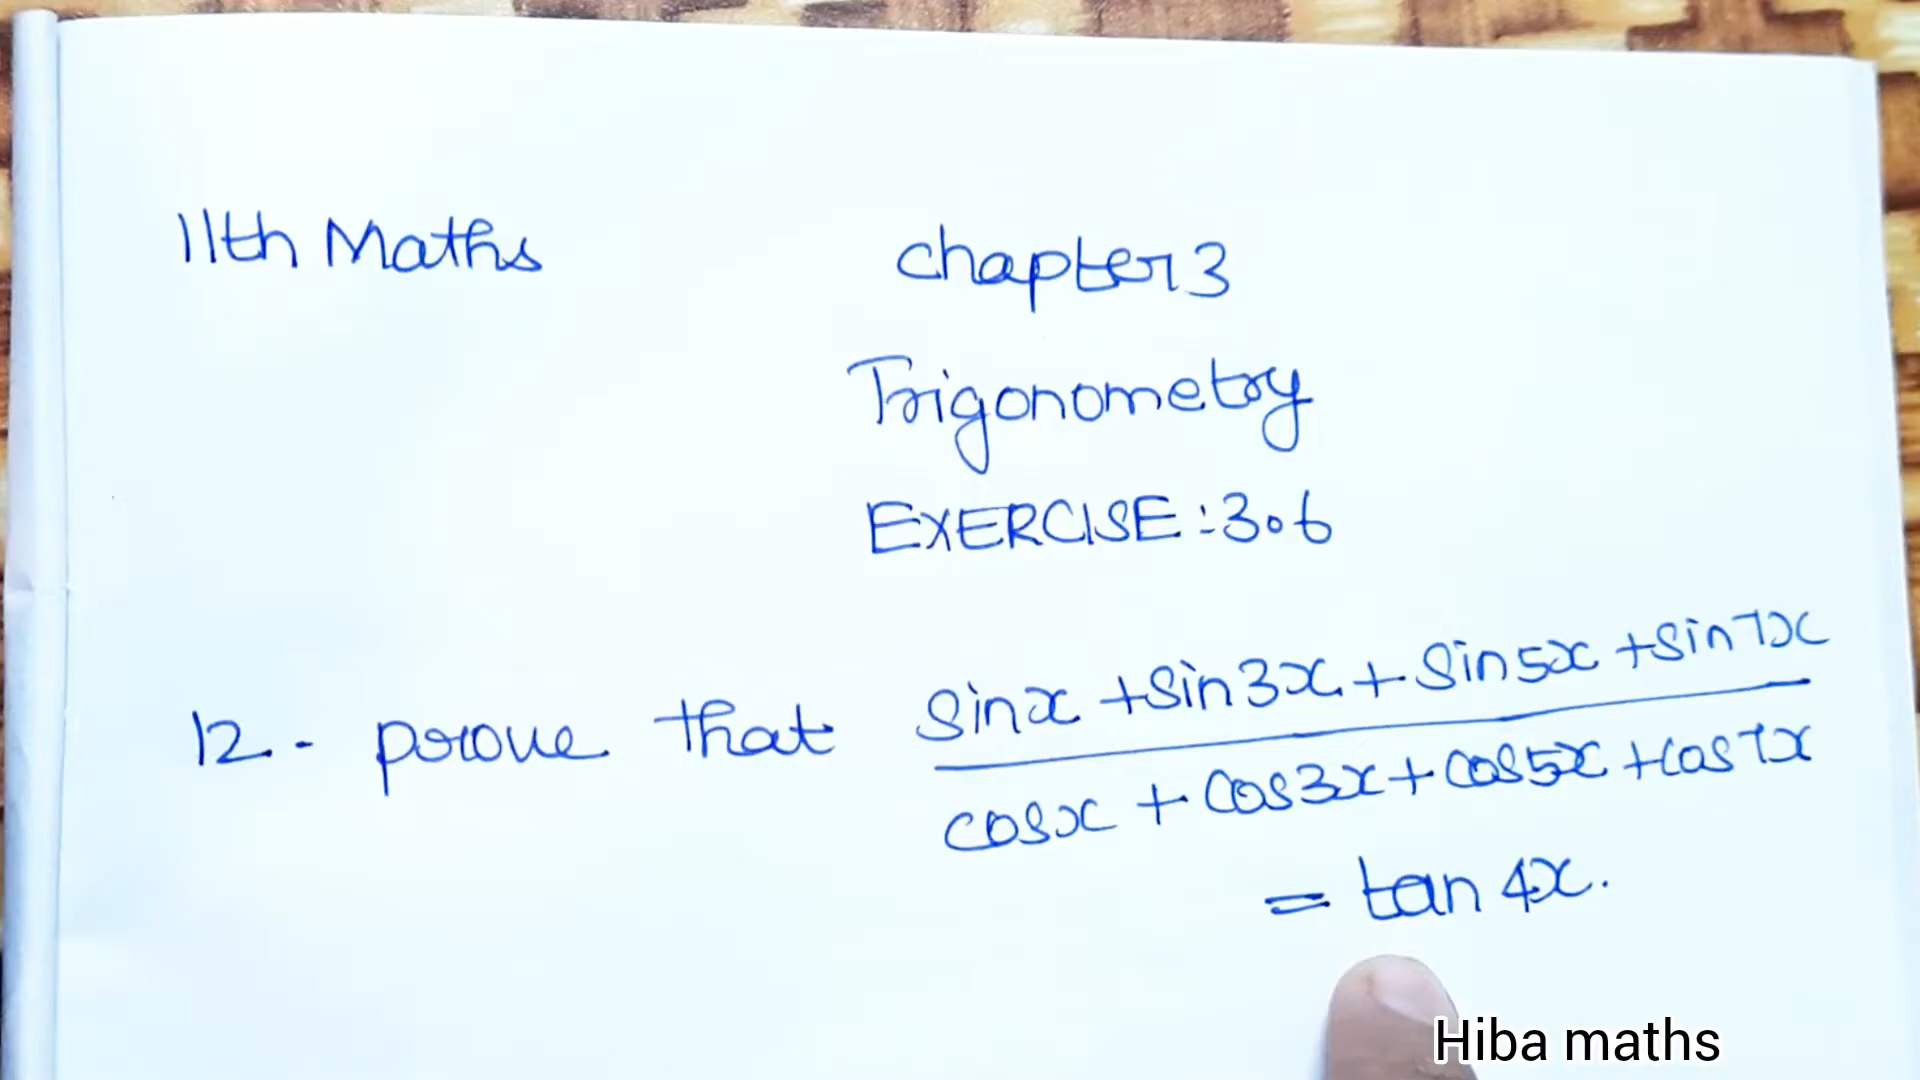 11th Maths chapter 3
Trigonometry
EXERCISE :- 3.6
12 . prove that sinx + sin3x + sin5x + sin7x
cosx + cos3x + cos5x + cos7x
= tan 4x.
Hiba maths